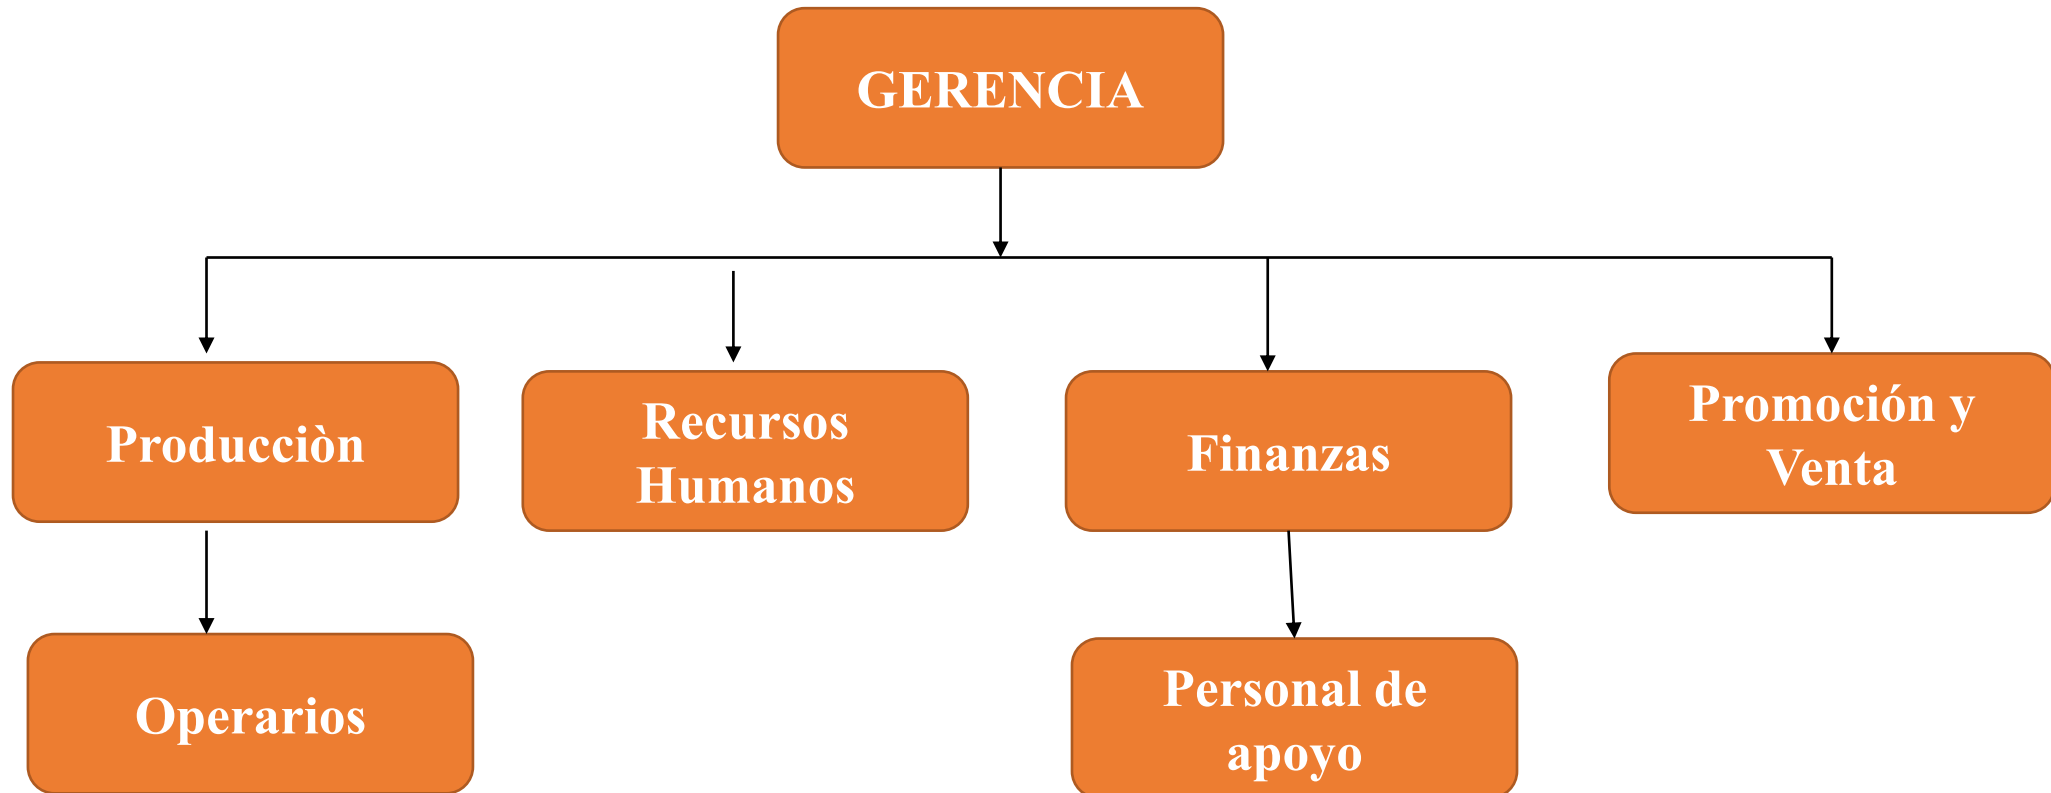 GERENCIA
Producciòn
Recursos
Humanos
Finanzas
Promoción y
Venta
Operarios
Personal de
apoyo